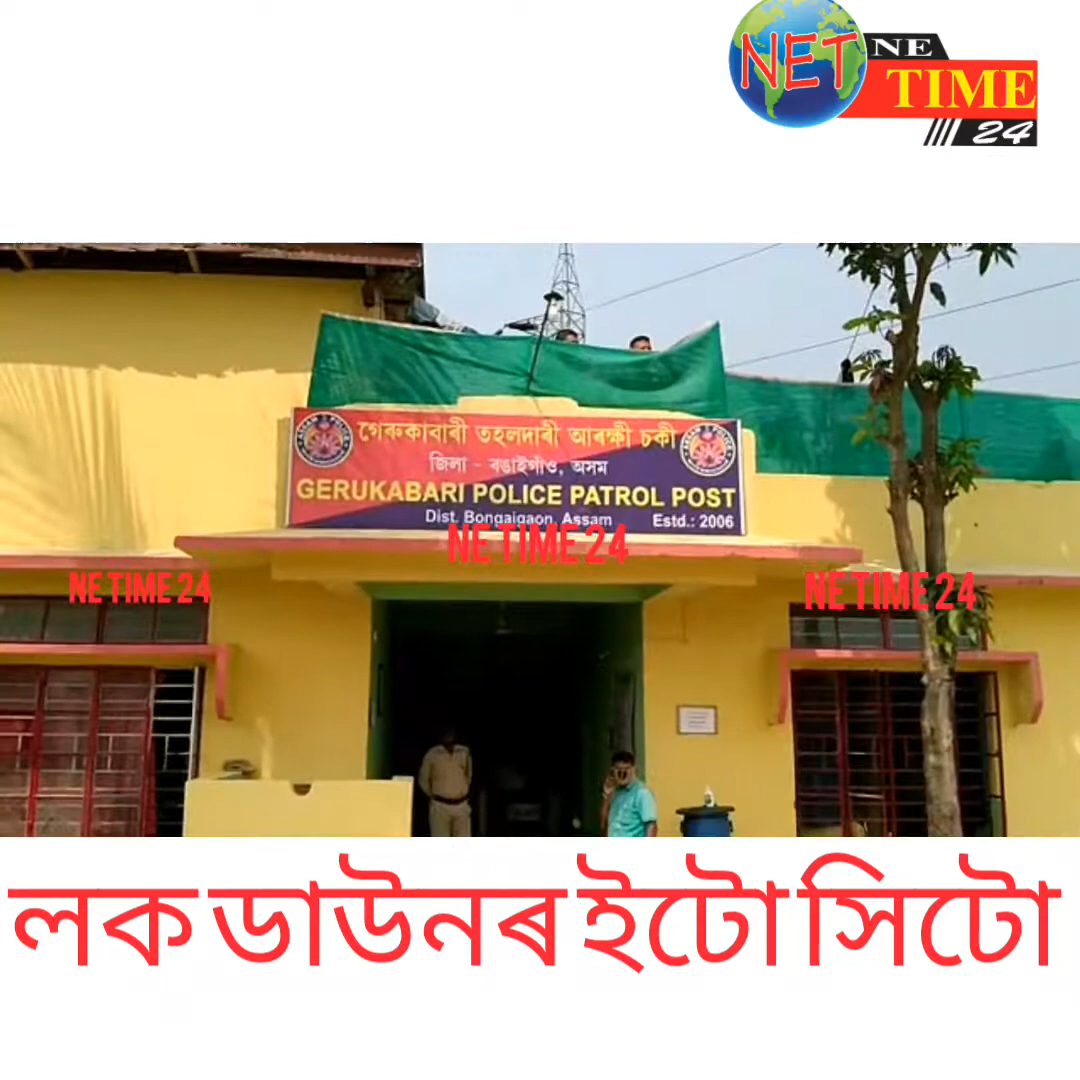 NET NE
TIME
24
গেৰুকাবাৰী তহলদাৰী আৰক্ষী চকী
জিলা - বঙাইগাঁও, অসম
GERUKABARI POLICE PATROL POST
Dist. Bongaigaon, Assam Estd.: 2006
NE TIME 24
NE TIME 24
NE TIME 24
লক ডাউনৰ ইটো সিটো